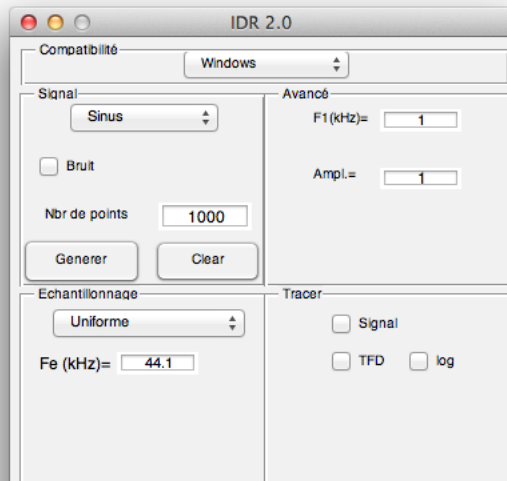 IDR 2.0
Compatibilité
Windows
Signal
Sinus
Bruit
Nbr de points 1000
Generer Clear
Avancé
F1(kHz)= 1
Ampl.= 1
Echantillonnage
Uniforme
Fe (kHz)= 44.1
Tracer
Signal
TFD log